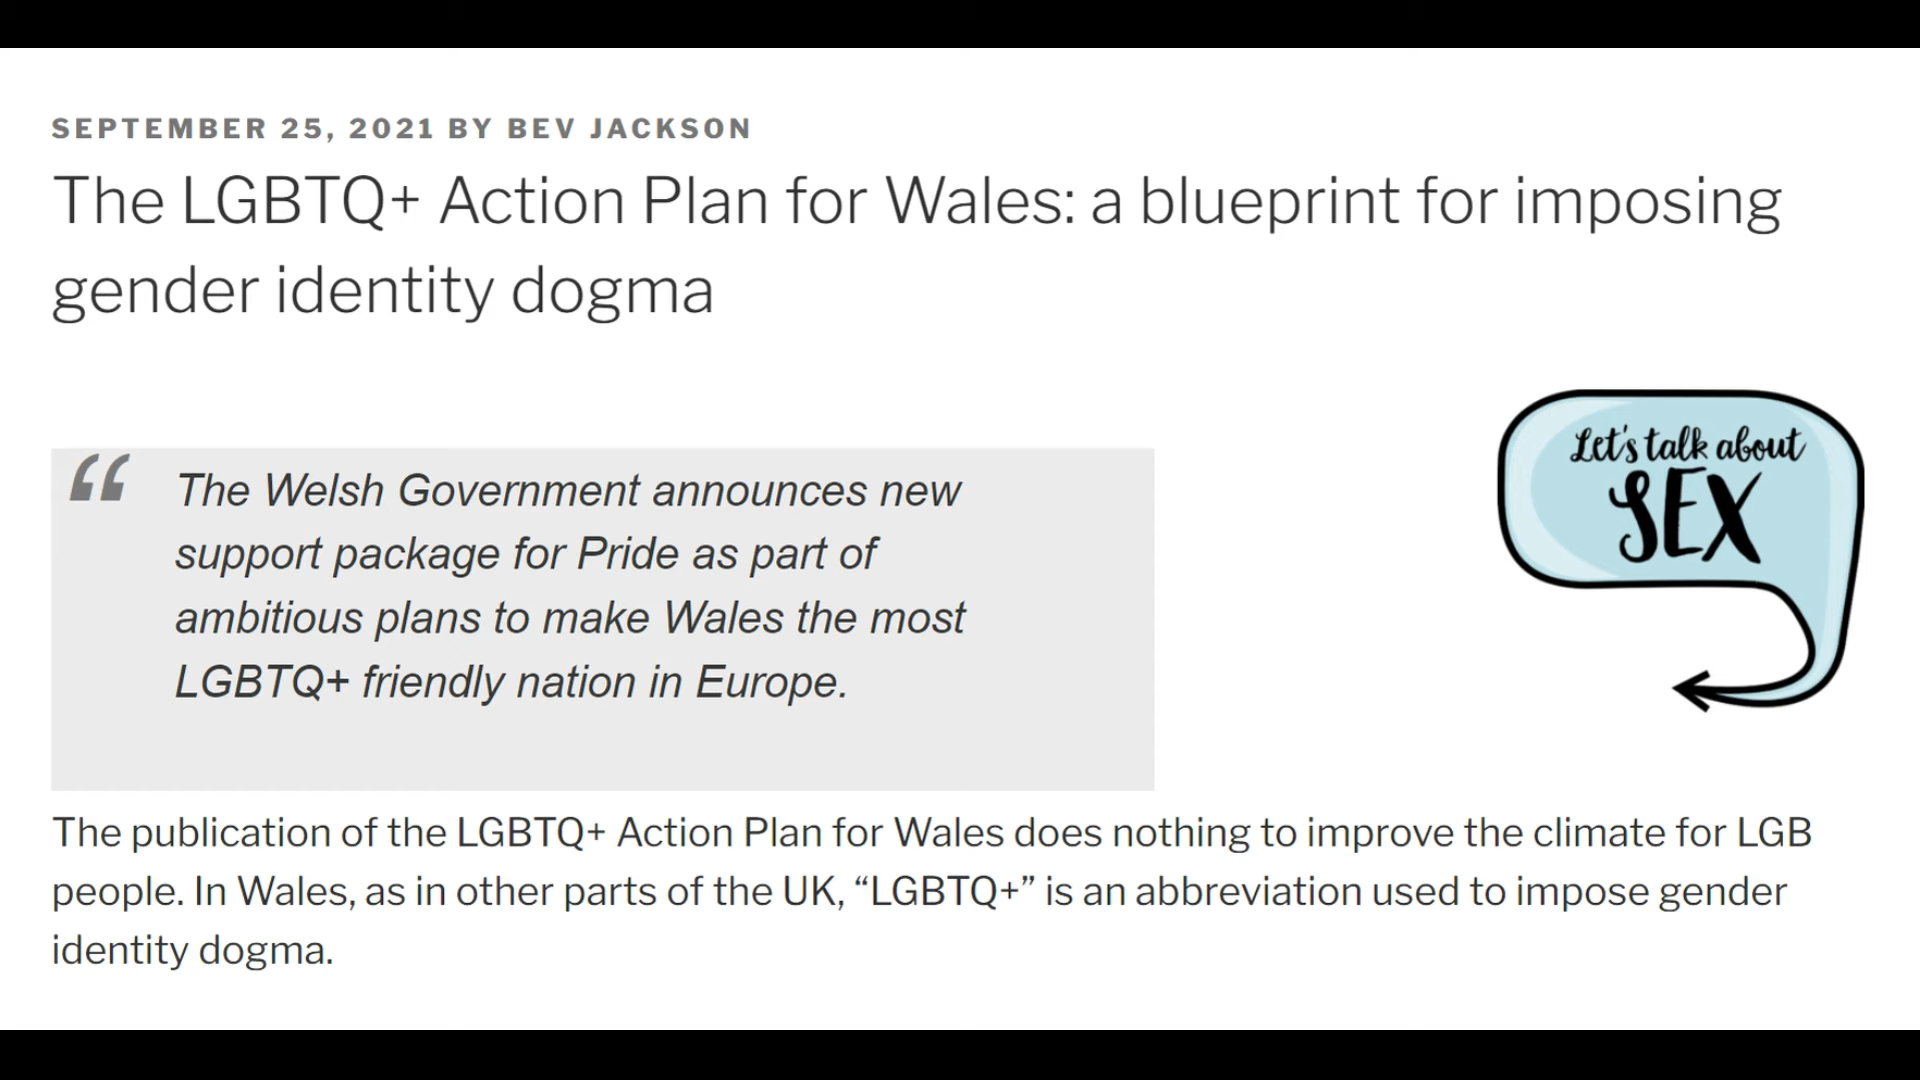 SEPTEMBER 25, 2021 BY BEV JACKSON
The LGBTQ+ Action Plan for Wales: a blueprint for imposing
gender identity dogma
“
The Welsh Government announces new
support package for Pride as part of
ambitious plans to make Wales the most
LGBTQ+ friendly nation in Europe.
Let's talk about
SEX
The publication of the LGBTQ+ Action Plan for Wales does nothing to improve the climate for LGB
people. In Wales, as in other parts of the UK, “LGBTQ+” is an abbreviation used to impose gender
identity dogma.